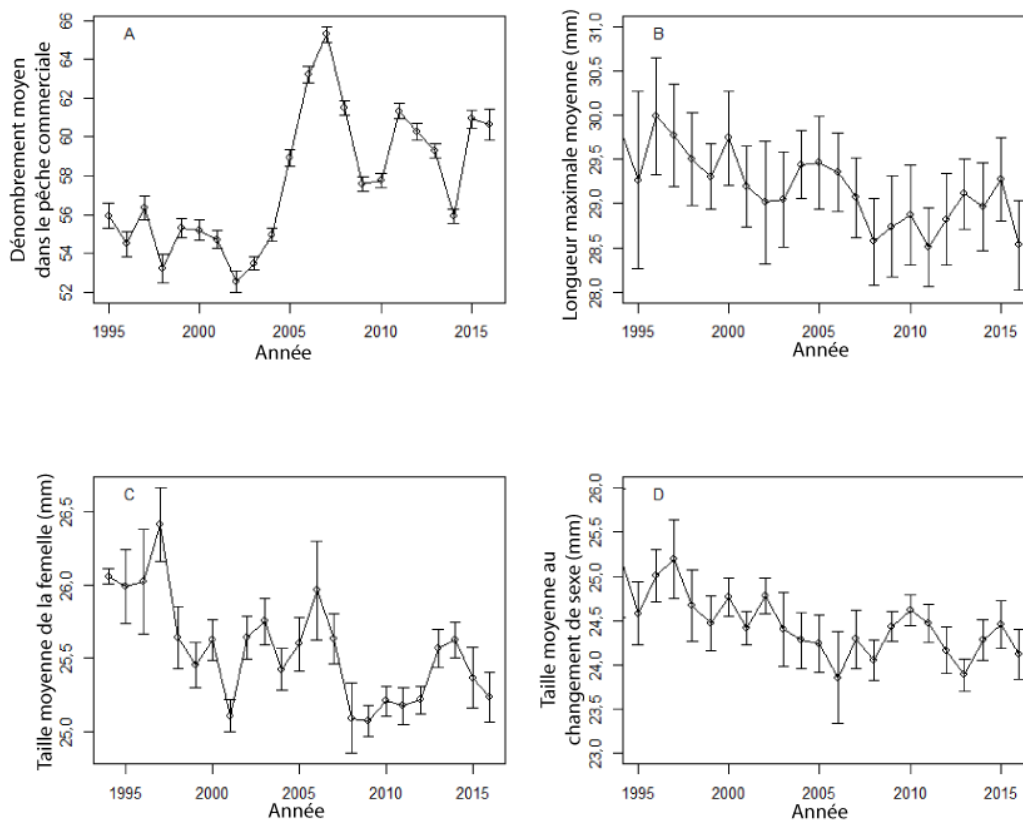 A
Dénombrement moyen
dans le pêche commerciale
52 54 56 58 60 62 64 66
1995 2000 2005 2010 2015
Année
B
Longueur maximale moyenne (mm)
28,0 28,5 29,0 29,5 30,0 30,5 31,0
1995 2000 2005 2010 2015
Année
C
Taille moyenne de la femelle (mm)
25,0 25,5 26,0 26,5
1995 2000 2005 2010 2015
Année
D
Taille moyenne au
changement de sexe (mm)
23,0 23,5 24,0 24,5 25,0 25,5 26,0
1995 2000 2005 2010 2015
Année